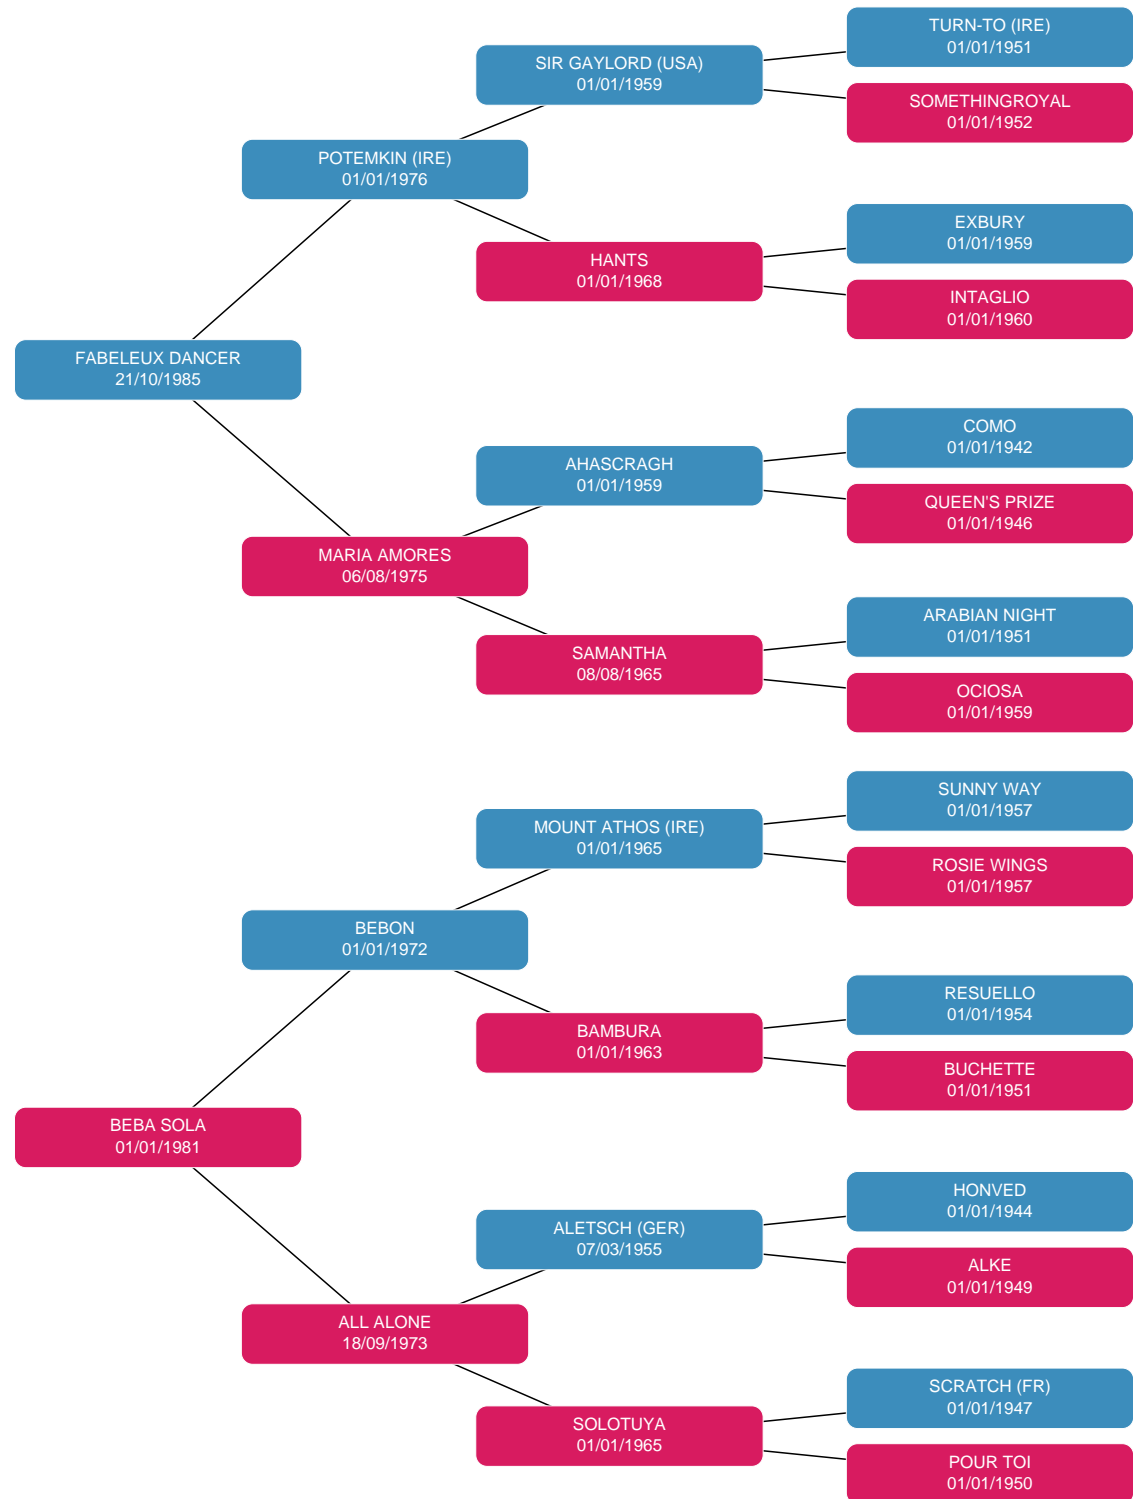 TURN-TO (IRE)
01/01/1951
SIR GAYLORD (USA)
01/01/1959
SOMETHINGROYAL
01/01/1952
POTEMKIN (IRE)
01/01/1976
EXBURY
01/01/1959
HANTS
01/01/1968
INTAGLIO
01/01/1960
FABELEUX DANCER
21/10/1985
COMO
01/01/1942
AHASCRAGH
01/01/1959
QUEEN'S PRIZE
01/01/1946
MARIA AMORES
06/08/1975
ARABIAN NIGHT
01/01/1951
SAMANTHA
08/08/1965
OCIOSA
01/01/1959
SUNNY WAY
01/01/1957
MOUNT ATHOS (IRE)
01/01/1965
ROSIE WINGS
01/01/1957
BEBON
01/01/1972
RESUELLO
01/01/1954
BAMBURA
01/01/1963
BUCHETTE
01/01/1951
BEBA SOLA
01/01/1981
HONVED
01/01/1944
ALETSCH (GER)
07/03/1955
ALKE
01/01/1949
ALL ALONE
18/09/1973
SCRATCH (FR)
01/01/1947
SOLOTUYA
01/01/1965
POUR TOI
01/01/1950